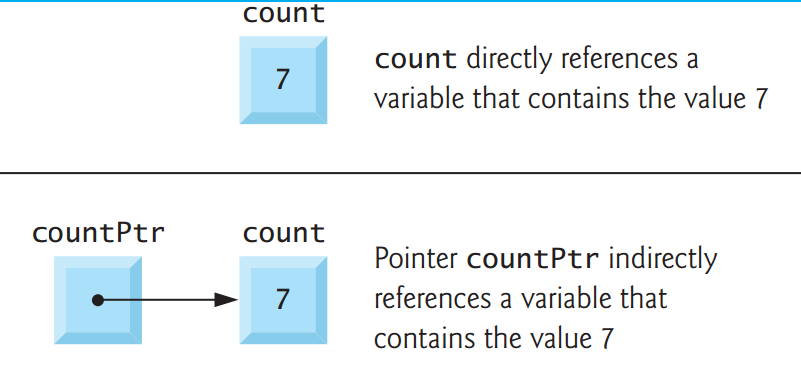 count
7
count directly references a
variable that contains the value 7
countPtr
count
7
Pointer countPtr indirectly
references a variable that
contains the value 7